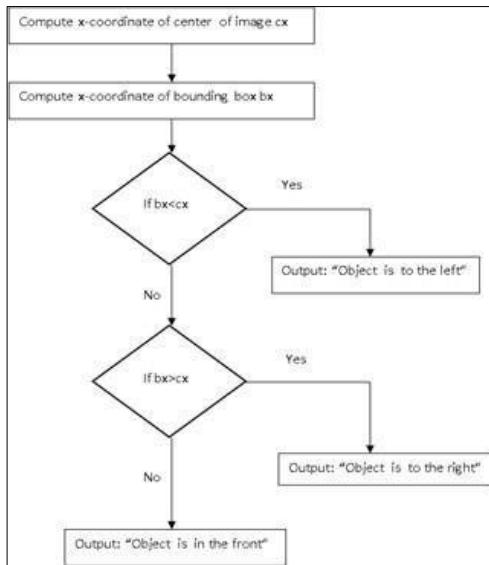 Compute x-coordinate of center of image cx
Compute x-coordinate of bounding box bx
If bx<cx
Yes
Output: “Object is to the left”
No
If bx>cx
Yes
Output: “Object is to the right”
No
Output: “Object is in the front”